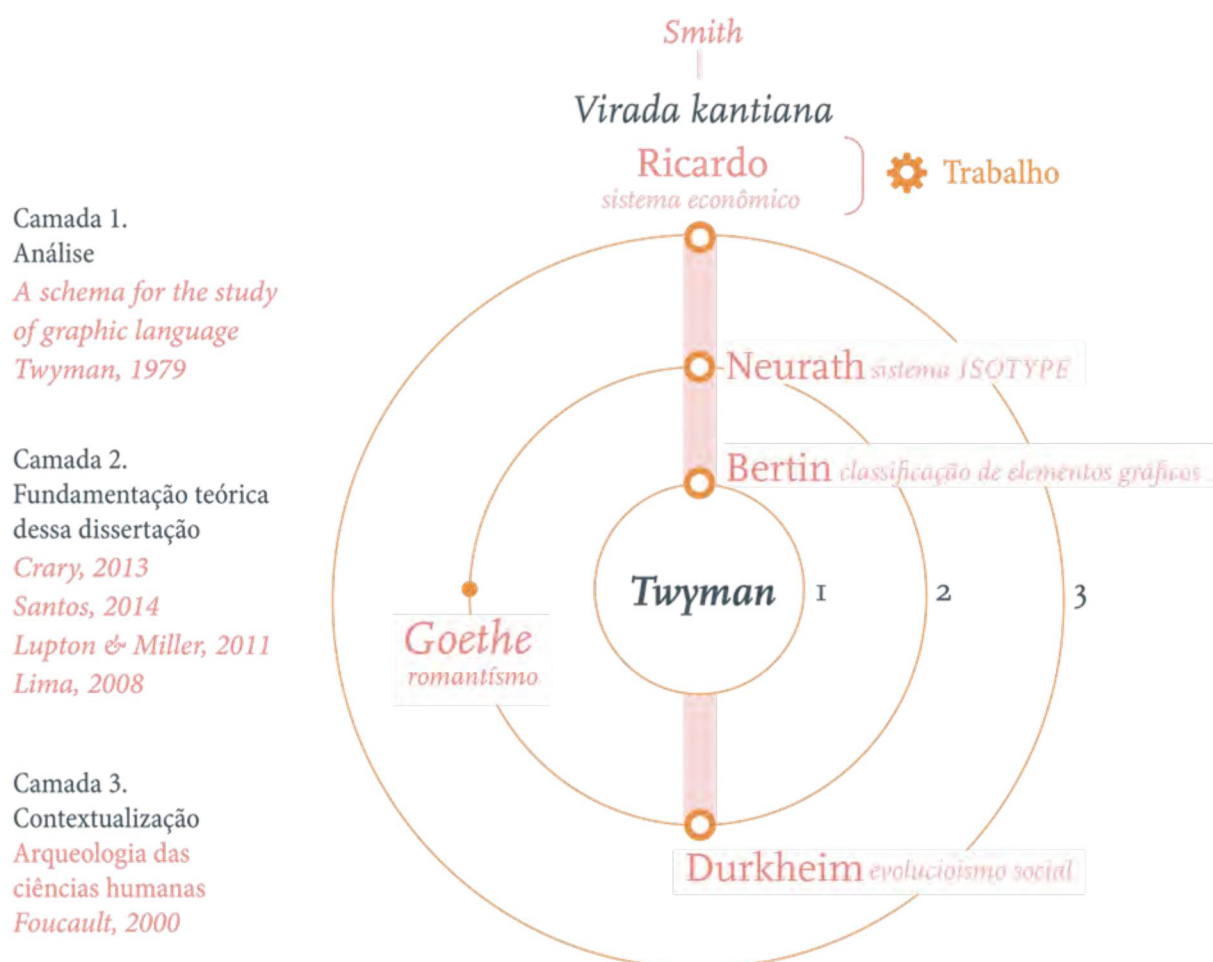 Smith
Virada kantiana
Ricardo
sistema econômico
Trabalho
Camada 1.
Análise
A schema for the study
of graphic language
Twyman, 1979
Neurath sistema ISOTYPE
Camada 2.
Fundamentação teórica
dessa dissertação
Crary, 2013
Santos, 2014
Lupton & Miller, 2011
Lima, 2008
Bertin classificação de elementos gráficos
Twyman 1 2 3
Goethe
romantísmo
Camada 3.
Contextualização
Arqueologia das
ciências humanas
Foucault, 2000
Durkheim evolucioismo social